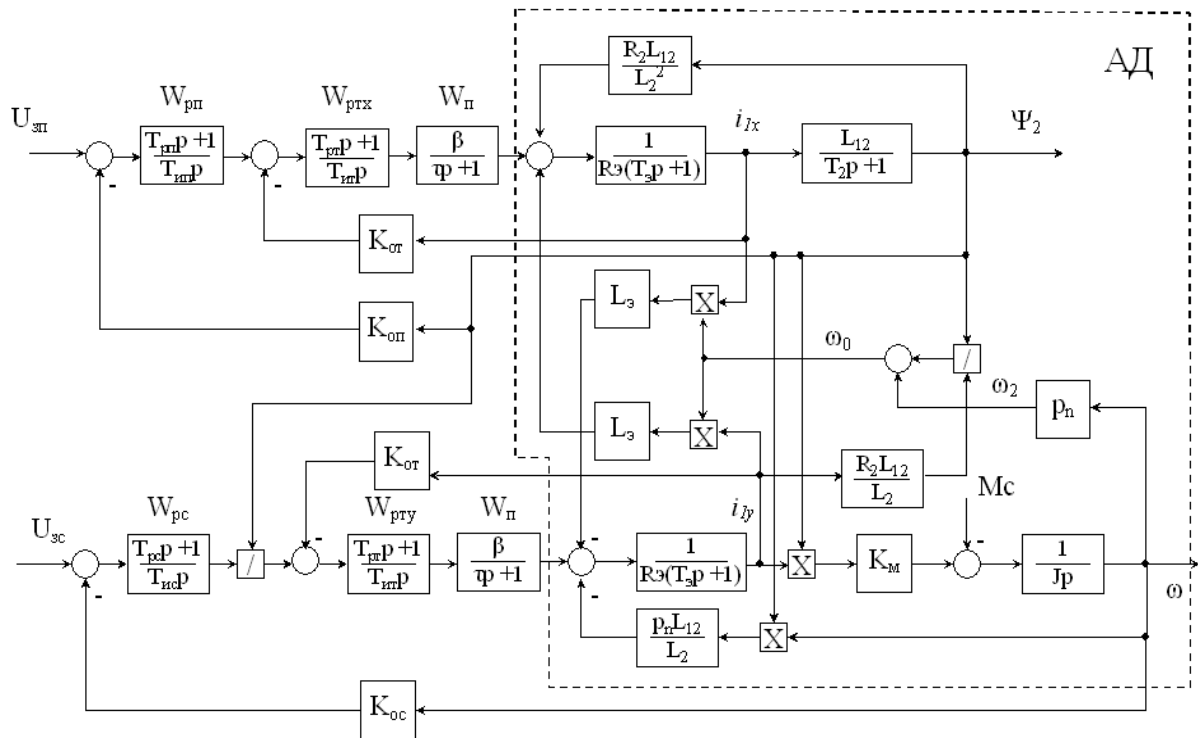 АД
R₂L₁₂
L₂²
Wрп
Wртх
Wп
Uзп
i1x
Ψ₂
Tрпp +1
Tипp
Tртp +1
Tитp
β
τp +1
1
Rэ(Tэp +1)
L₁₂
T₂p +1
-
-
Kот
Lэ
X
Kоп
ω₀
/
ω₂
pn
Lэ
X
Kот
R₂L₁₂
L₂
Mc
Wрс
Wрту
Wп
i1y
Uзс
-
-
-
Tрсp +1
Tисp
/
Tртp +1
Tитp
β
τp +1
1
Rэ(Tэp +1)
X
Kм
1
Jp
ω
-
-
pnL₁₂
L₂
X
Kос